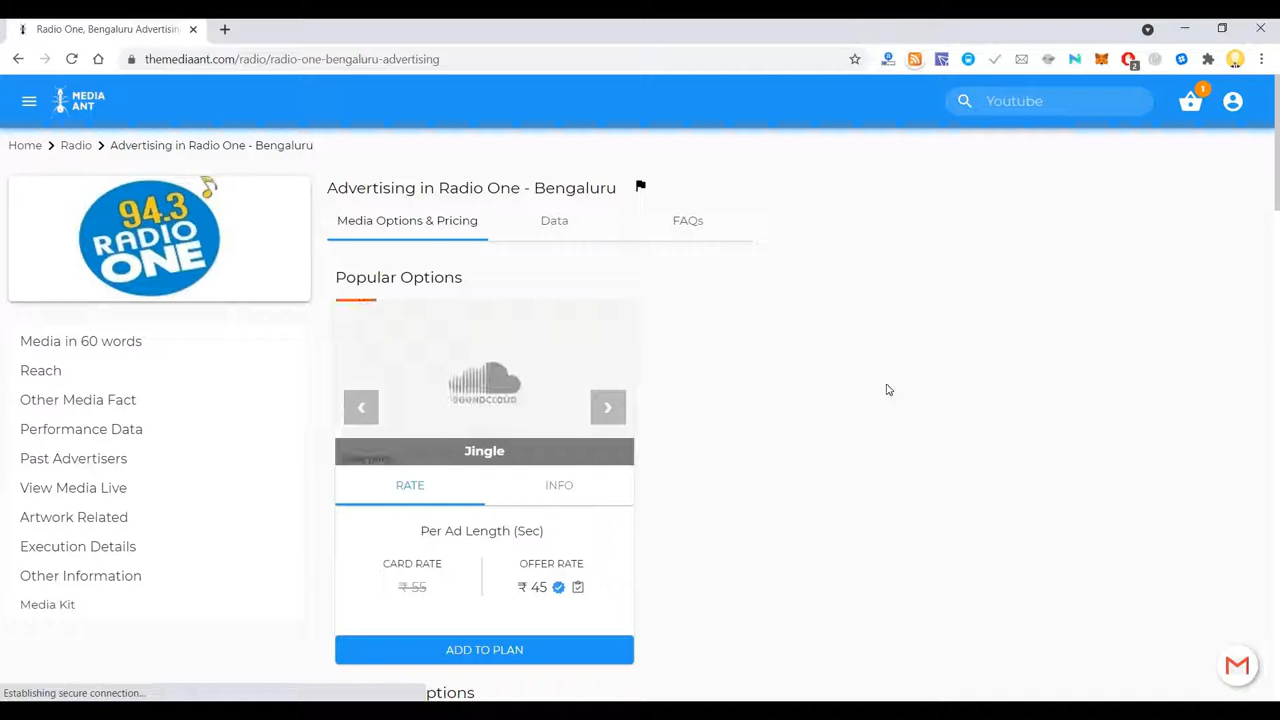 Radio One, Bengaluru Advertisin
themediaant.com/radio/radio-one-bengaluru-advertising
2
MEDIA
ANT
Youtube
1
Home > Radio > Advertising in Radio One - Bengaluru
94.3
RADIO
ONE
Advertising in Radio One - Bengaluru
Media Options & Pricing
Data
FAQs
Popular Options
SOUNDCLOUD
Jingle
RATE
INFO
Per Ad Length (Sec)
CARD RATE
OFFER RATE
₹ 55
₹ 45
ADD TO PLAN
Media in 60 words
Reach
Other Media Fact
Performance Data
Past Advertisers
View Media Live
Artwork Related
Execution Details
Other Information
Media Kit
Establishing secure connection...
ptions